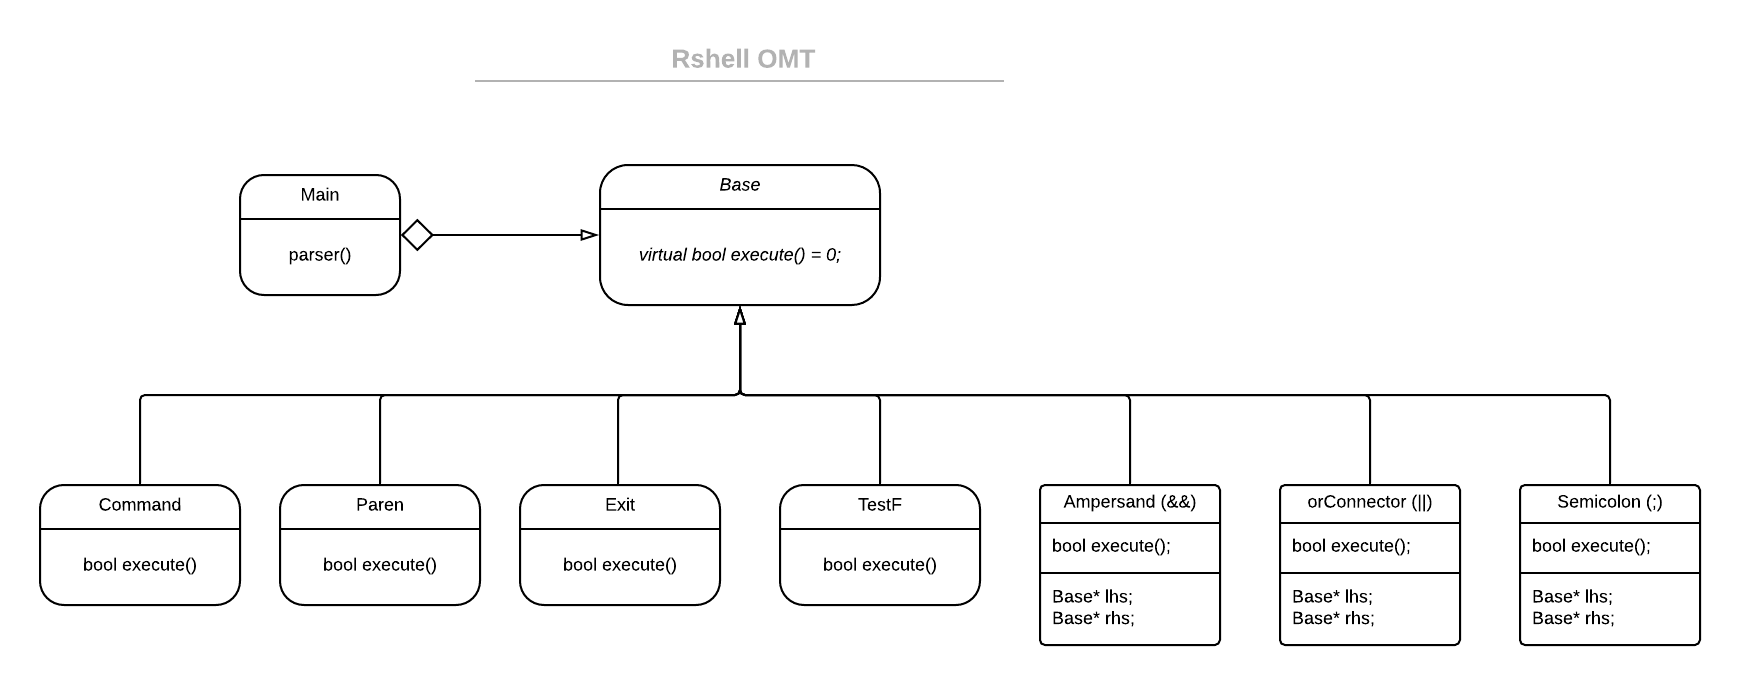 Rshell OMT
Main
parser()
Base
virtual bool execute() = 0;
Command
bool execute()
Paren
bool execute()
Exit
bool execute()
TestF
bool execute()
Ampersand (&&)
bool execute();
Base* lhs;
Base* rhs;
orConnector (||)
bool execute();
Base* lhs;
Base* rhs;
Semicolon (;)
bool execute();
Base* lhs;
Base* rhs;